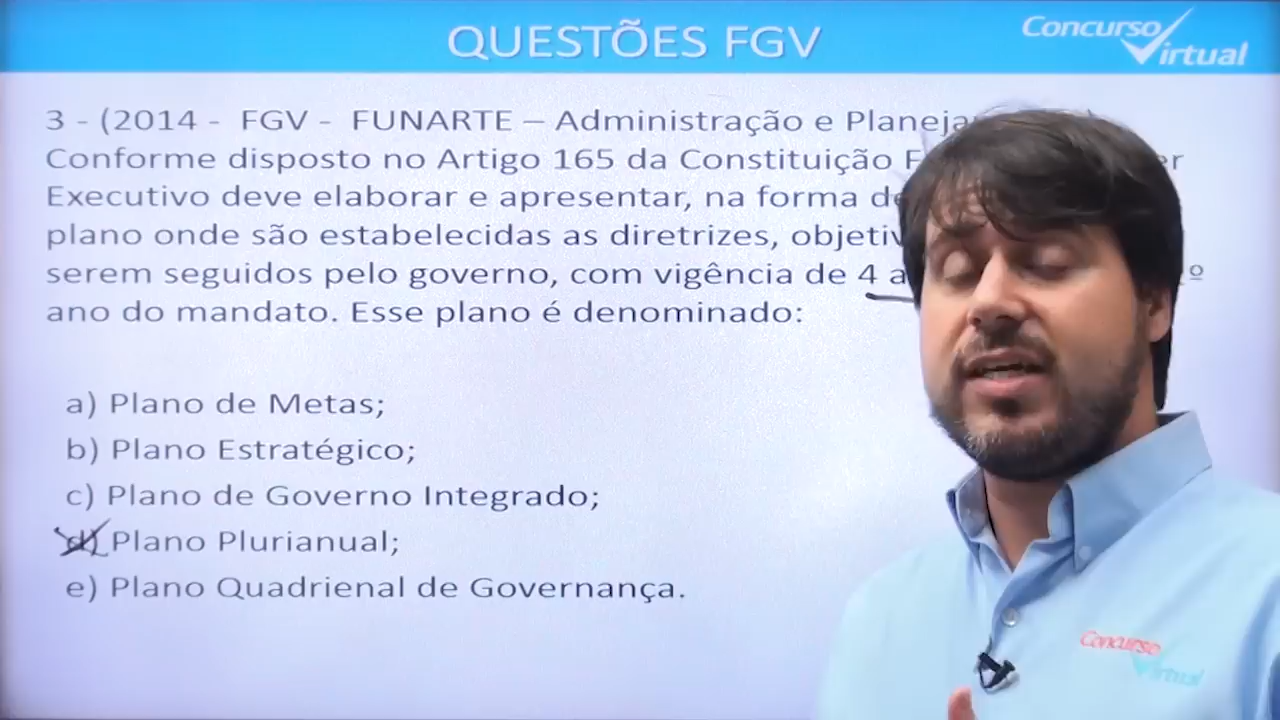 QUESTÕES FGV
Concurso Virtual
3 - (2014 - FGV - FUNARTE – Administração e
Conforme disposto no Artigo 165 da Constituição
Executivo deve elaborar e apresentar, na forma
plano onde são estabelecidas as diretrizes,
serem seguidos pelo governo, com vigência de 4
ano do mandato. Esse plano é denominado:
a) Plano de Metas;
b) Plano Estratégico;
c) Plano de Governo Integrado;
d) Plano Plurianual;
e) Plano Quadrienal de Governança.
Concurso
Virtual